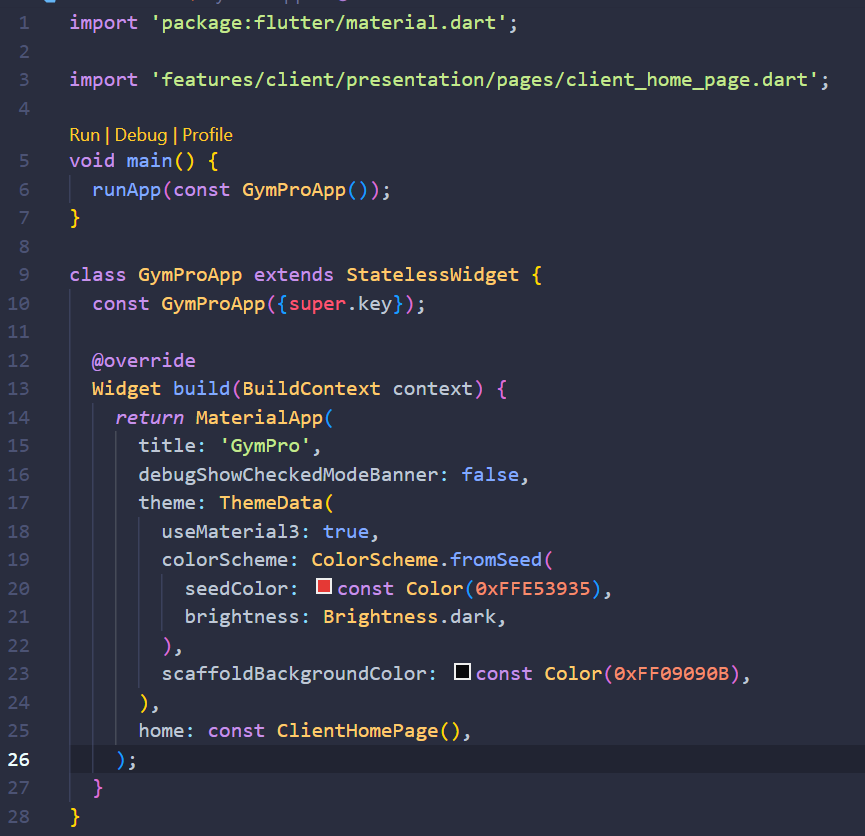 1 import 'package:flutter/material.dart';
2
3 import 'features/client/presentation/pages/client_home_page.dart';
4
Run | Debug | Profile
5 void main() {
6   runApp(const GymProApp());
7 }
8
9 class GymProApp extends StatelessWidget {
10   const GymProApp({super.key});
11
12   @override
13   Widget build(BuildContext context) {
14     return MaterialApp(
15       title: 'GymPro',
16       debugShowCheckedModeBanner: false,
17       theme: ThemeData(
18         useMaterial3: true,
19         colorScheme: ColorScheme.fromSeed(
20           seedColor: const Color(0xFFE53935),
21           brightness: Brightness.dark,
22         ),
23         scaffoldBackgroundColor: const Color(0xFF09090B),
24       ),
25       home: const ClientHomePage(),
26     );
27   }
28 }